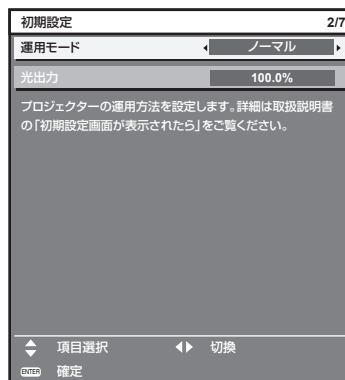 初期設定 2/7
運用モード ノーマル
光出力 100.0%
プロジェクターの運用方法を設定します。詳細は取扱説明書
の「初期設定画面が表示されたら」をご覧ください。
項目選択 切換
ENTER 確定